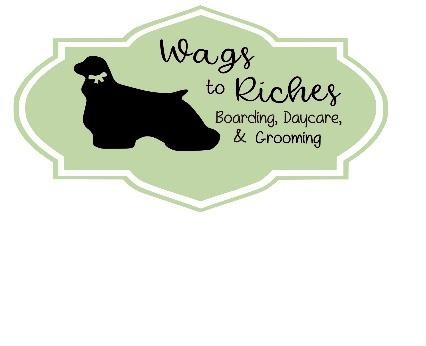 Wags
to Riches
Boarding, Daycare,
& Grooming